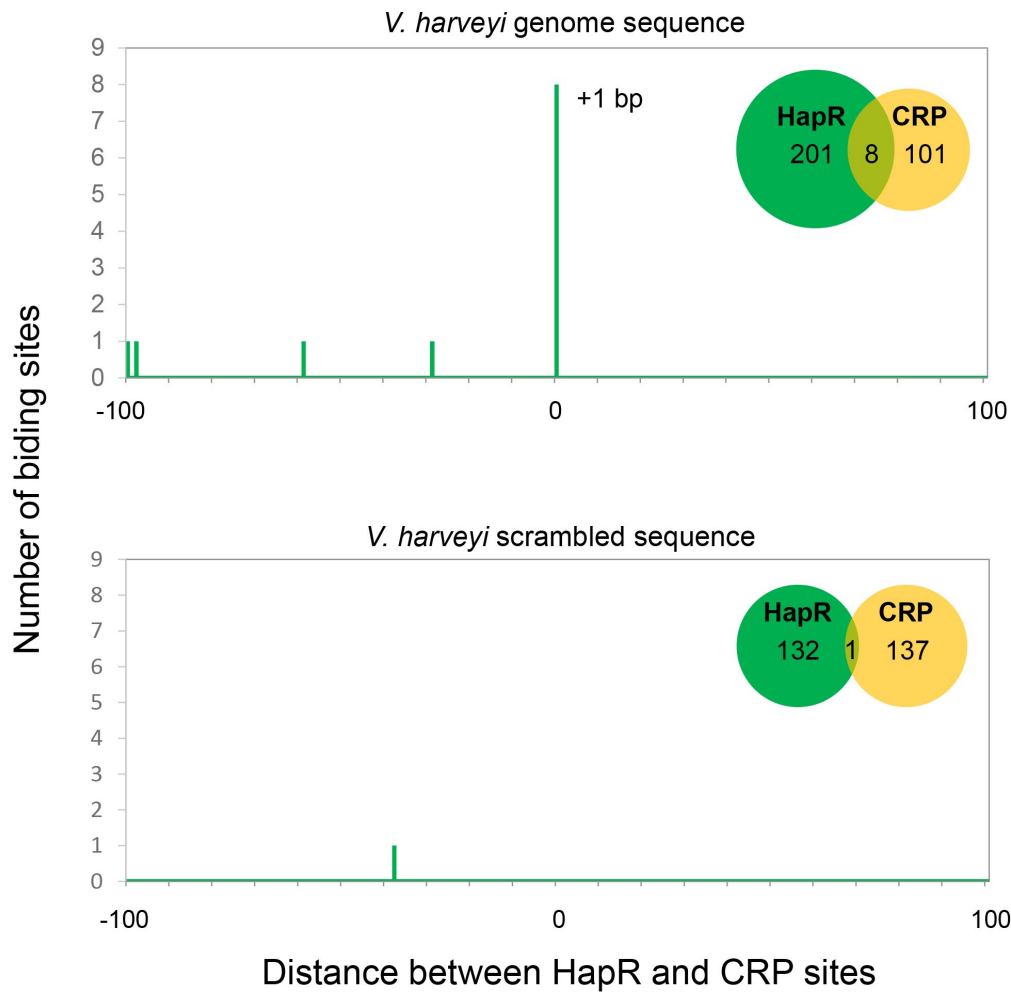 V. harveyi genome sequence
9
8
7
6
5
4
3
2
1
0
+1 bp
HapR CRP
201 8 101
-100 0 100
Number of biding sites
V. harveyi scrambled sequence
9
8
7
6
5
4
3
2
1
0
HapR CRP
132 1 137
-100 0 100
Distance between HapR and CRP sites